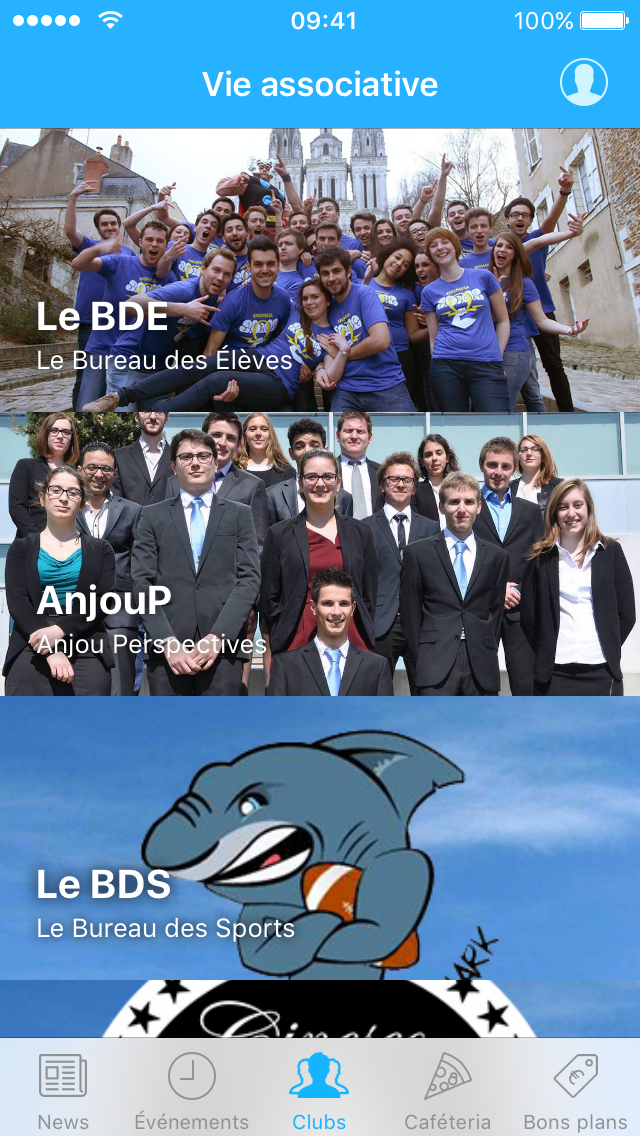 09:41
100%
Vie associative
Le BDE
Le Bureau des Élèves
AnjouP
Anjou Perspectives
Le BDS
Le Bureau des Sports
News
Événements
Clubs
Caféteria
Bons plans